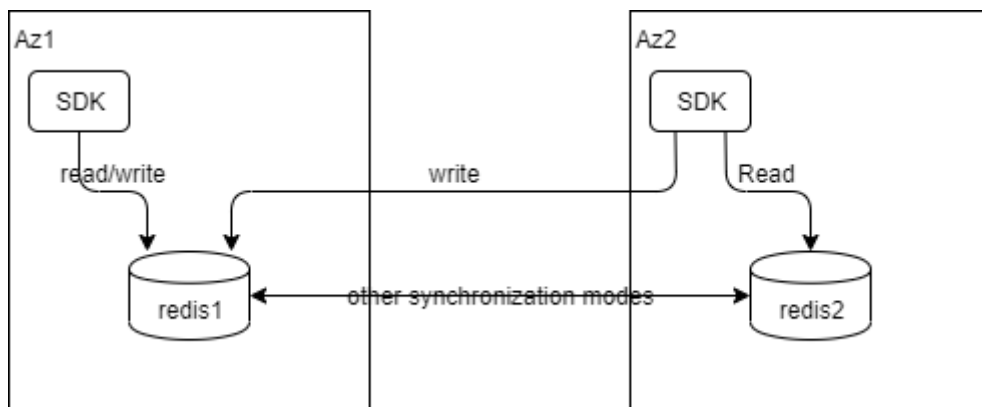 Az1
Az2
SDK
SDK
read/write
write
Read
other synchronization modes
redis1
redis2